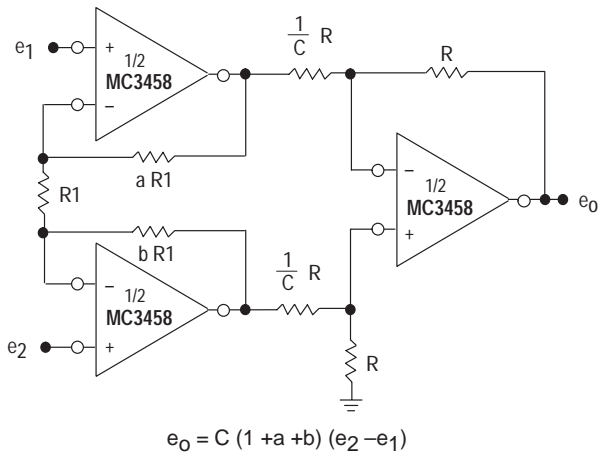 e1
+
1/2
MC3458
−
1/C R
R
a R1
R1
b R1
−
1/2
MC3458
+
eo
−
1/2
MC3458
+
e2
1/C R
R
eo = C (1 +a +b) (e2 –e1)